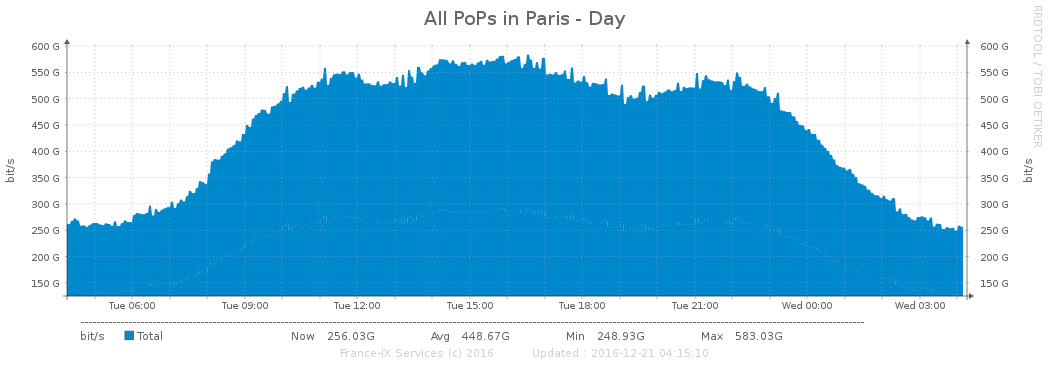 All PoPs in Paris - Day
RRDTOOL / TOBI OETIKER
600 G 600 G
550 G 550 G
500 G 500 G
450 G 450 G
400 G 400 G
350 G 350 G
300 G 300 G
250 G 250 G
200 G 200 G
150 G 150 G
bit/s bit/s
Tue 06:00 Tue 09:00 Tue 12:00 Tue 15:00 Tue 18:00 Tue 21:00 Wed 00:00 Wed 03:00
bit/s Total Now 256.03G Avg 448.67G Min 248.93G Max 583.03G
France-IX Services (c) 2016 Updated : 2016-12-21 04:15:10